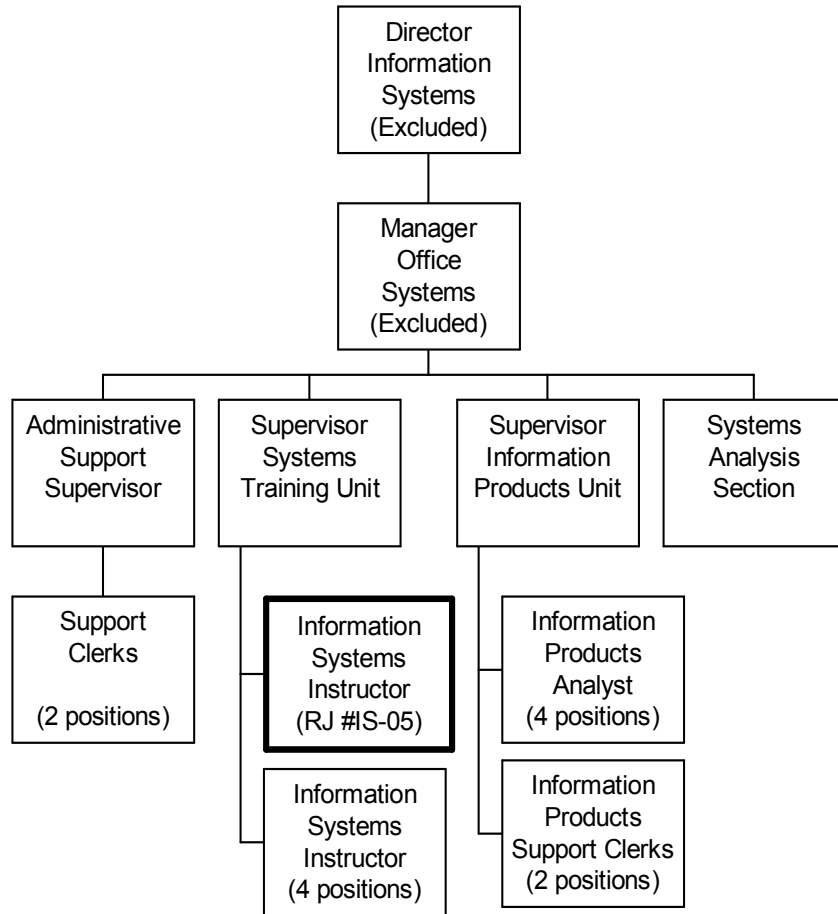 Director
Information
Systems
(Excluded)
Manager
Office
Systems
(Excluded)
Administrative
Support
Supervisor
Supervisor
Systems
Training Unit
Supervisor
Information
Products Unit
Systems
Analysis
Section
Support
Clerks
(2 positions)
Information
Systems
Instructor
(RJ #IS-05)
Information
Products
Analyst
(4 positions)
Information
Systems
Instructor
(4 positions)
Information
Products
Support Clerks
(2 positions)